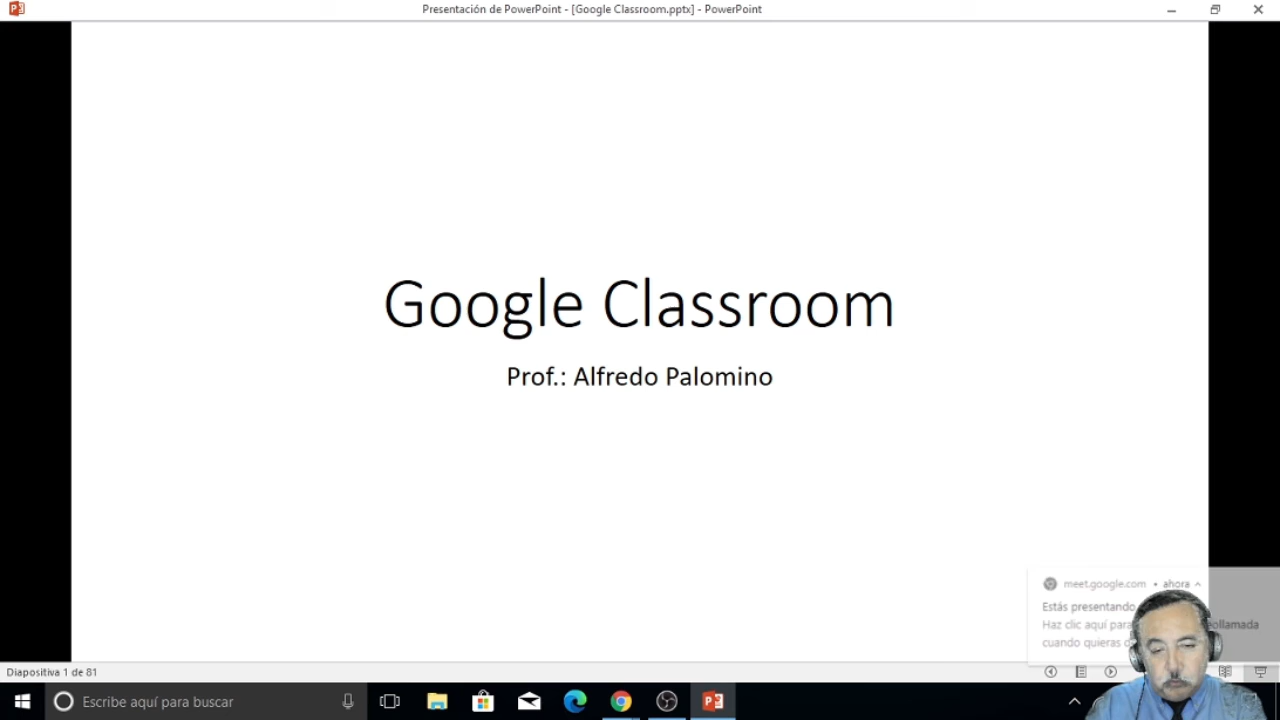 Presentación de PowerPoint - [Google Classroom.pptx] - PowerPoint
Google Classroom
Prof.: Alfredo Palomino
meet.google.com • ahora
Estás presentando
Haz clic aquí para eollamada
cuando quieras
Diapositiva 1 de 81
Escribe aquí para buscar